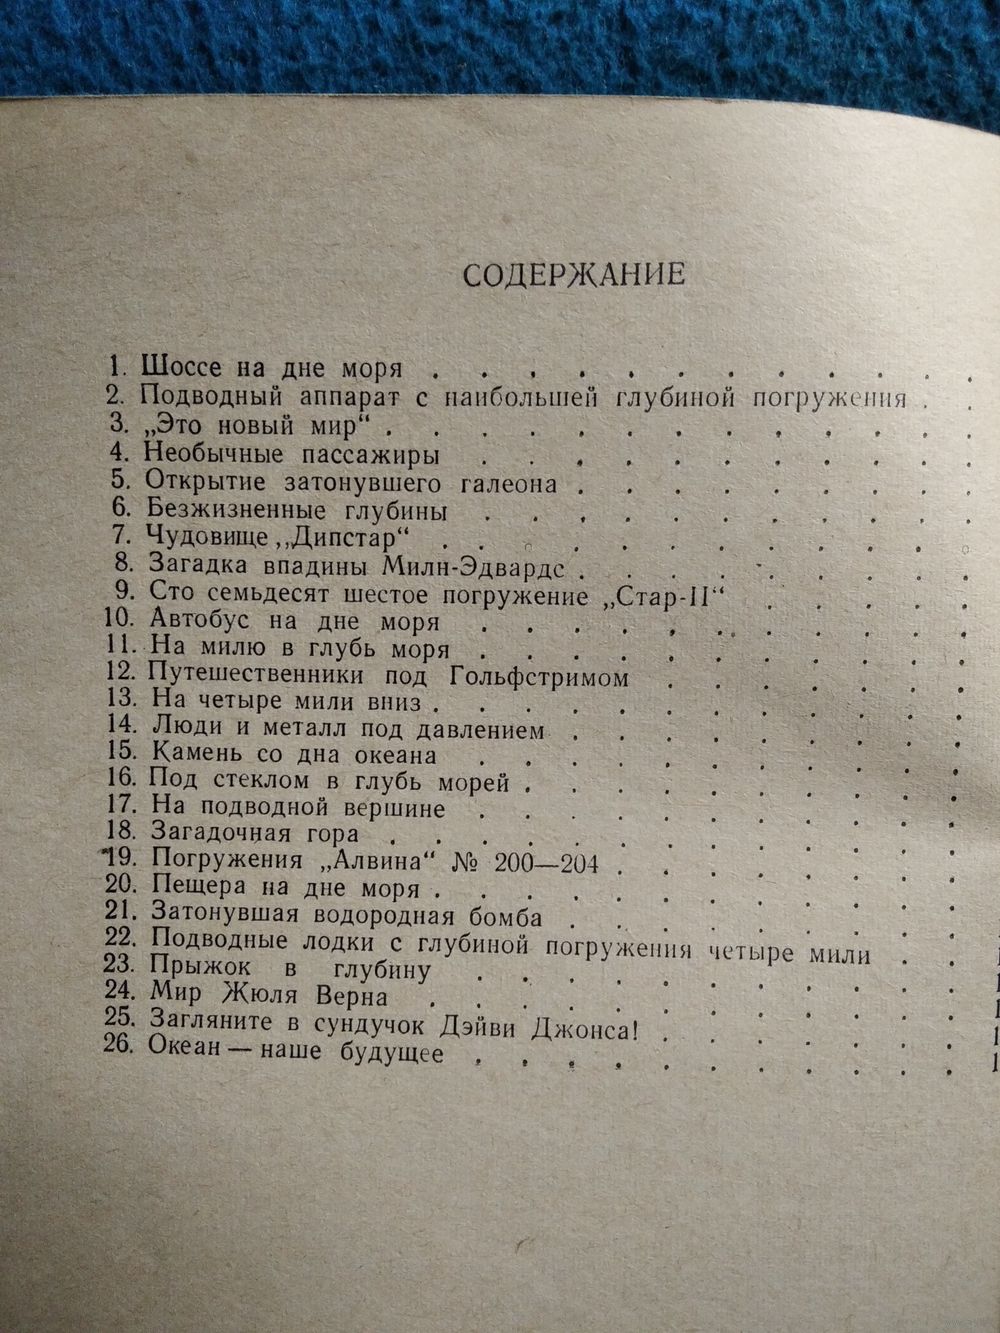 СОДЕРЖАНИЕ
1. Шоссе на дне моря . . . . . . . . . . . .
2. Подводный аппарат с наибольшей глубиной погружения . .
3. „Это новый мир“ . . . . . . . . . . . . .
4. Необычные пассажиры . . . . . . . . . . .
5. Открытие затонувшего галеона . . . . . . . . .
6. Безжизненные глубины . . . . . . . . . . .
7. Чудовище „Дипстар“ . . . . . . . . . . . .
8. Загадка впадины Милн-Эдвардс . . . . . . . . .
9. Сто семьдесят шестое погружение „Стар-II“ . . . . .
10. Автобус на дне моря . . . . . . . . . . .
11. На милю в глубь моря . . . . . . . . . . .
12. Путешественники под Гольфстримом . . . . . . .
13. На четыре мили вниз . . . . . . . . . . . .
14. Люди и металл под давлением . . . . . . . . .
15. Камень со дна океана . . . . . . . . . . .
16. Под стеклом в глубь морей . . . . . . . . . .
17. На подводной вершине . . . . . . . . . . .
18. Загадочная гора . . . . . . . . . . . . .
19. Погружения „Алвина“ № 200—204 . . . . . . . .
20. Пещера на дне моря . . . . . . . . . . . .
21. Затонувшая водородная бомба . . . . . . . . .
22. Подводные лодки с глубиной погружения четыре мили . .
23. Прыжок в глубину . . . . . . . . . . .
24. Мир Жюля Верна . . . . . . . . . . . .
25. Загляните в сундучок Дэйви Джонса! . . . . . . .
26. Океан — наше будущее . . . . . . . . . . .